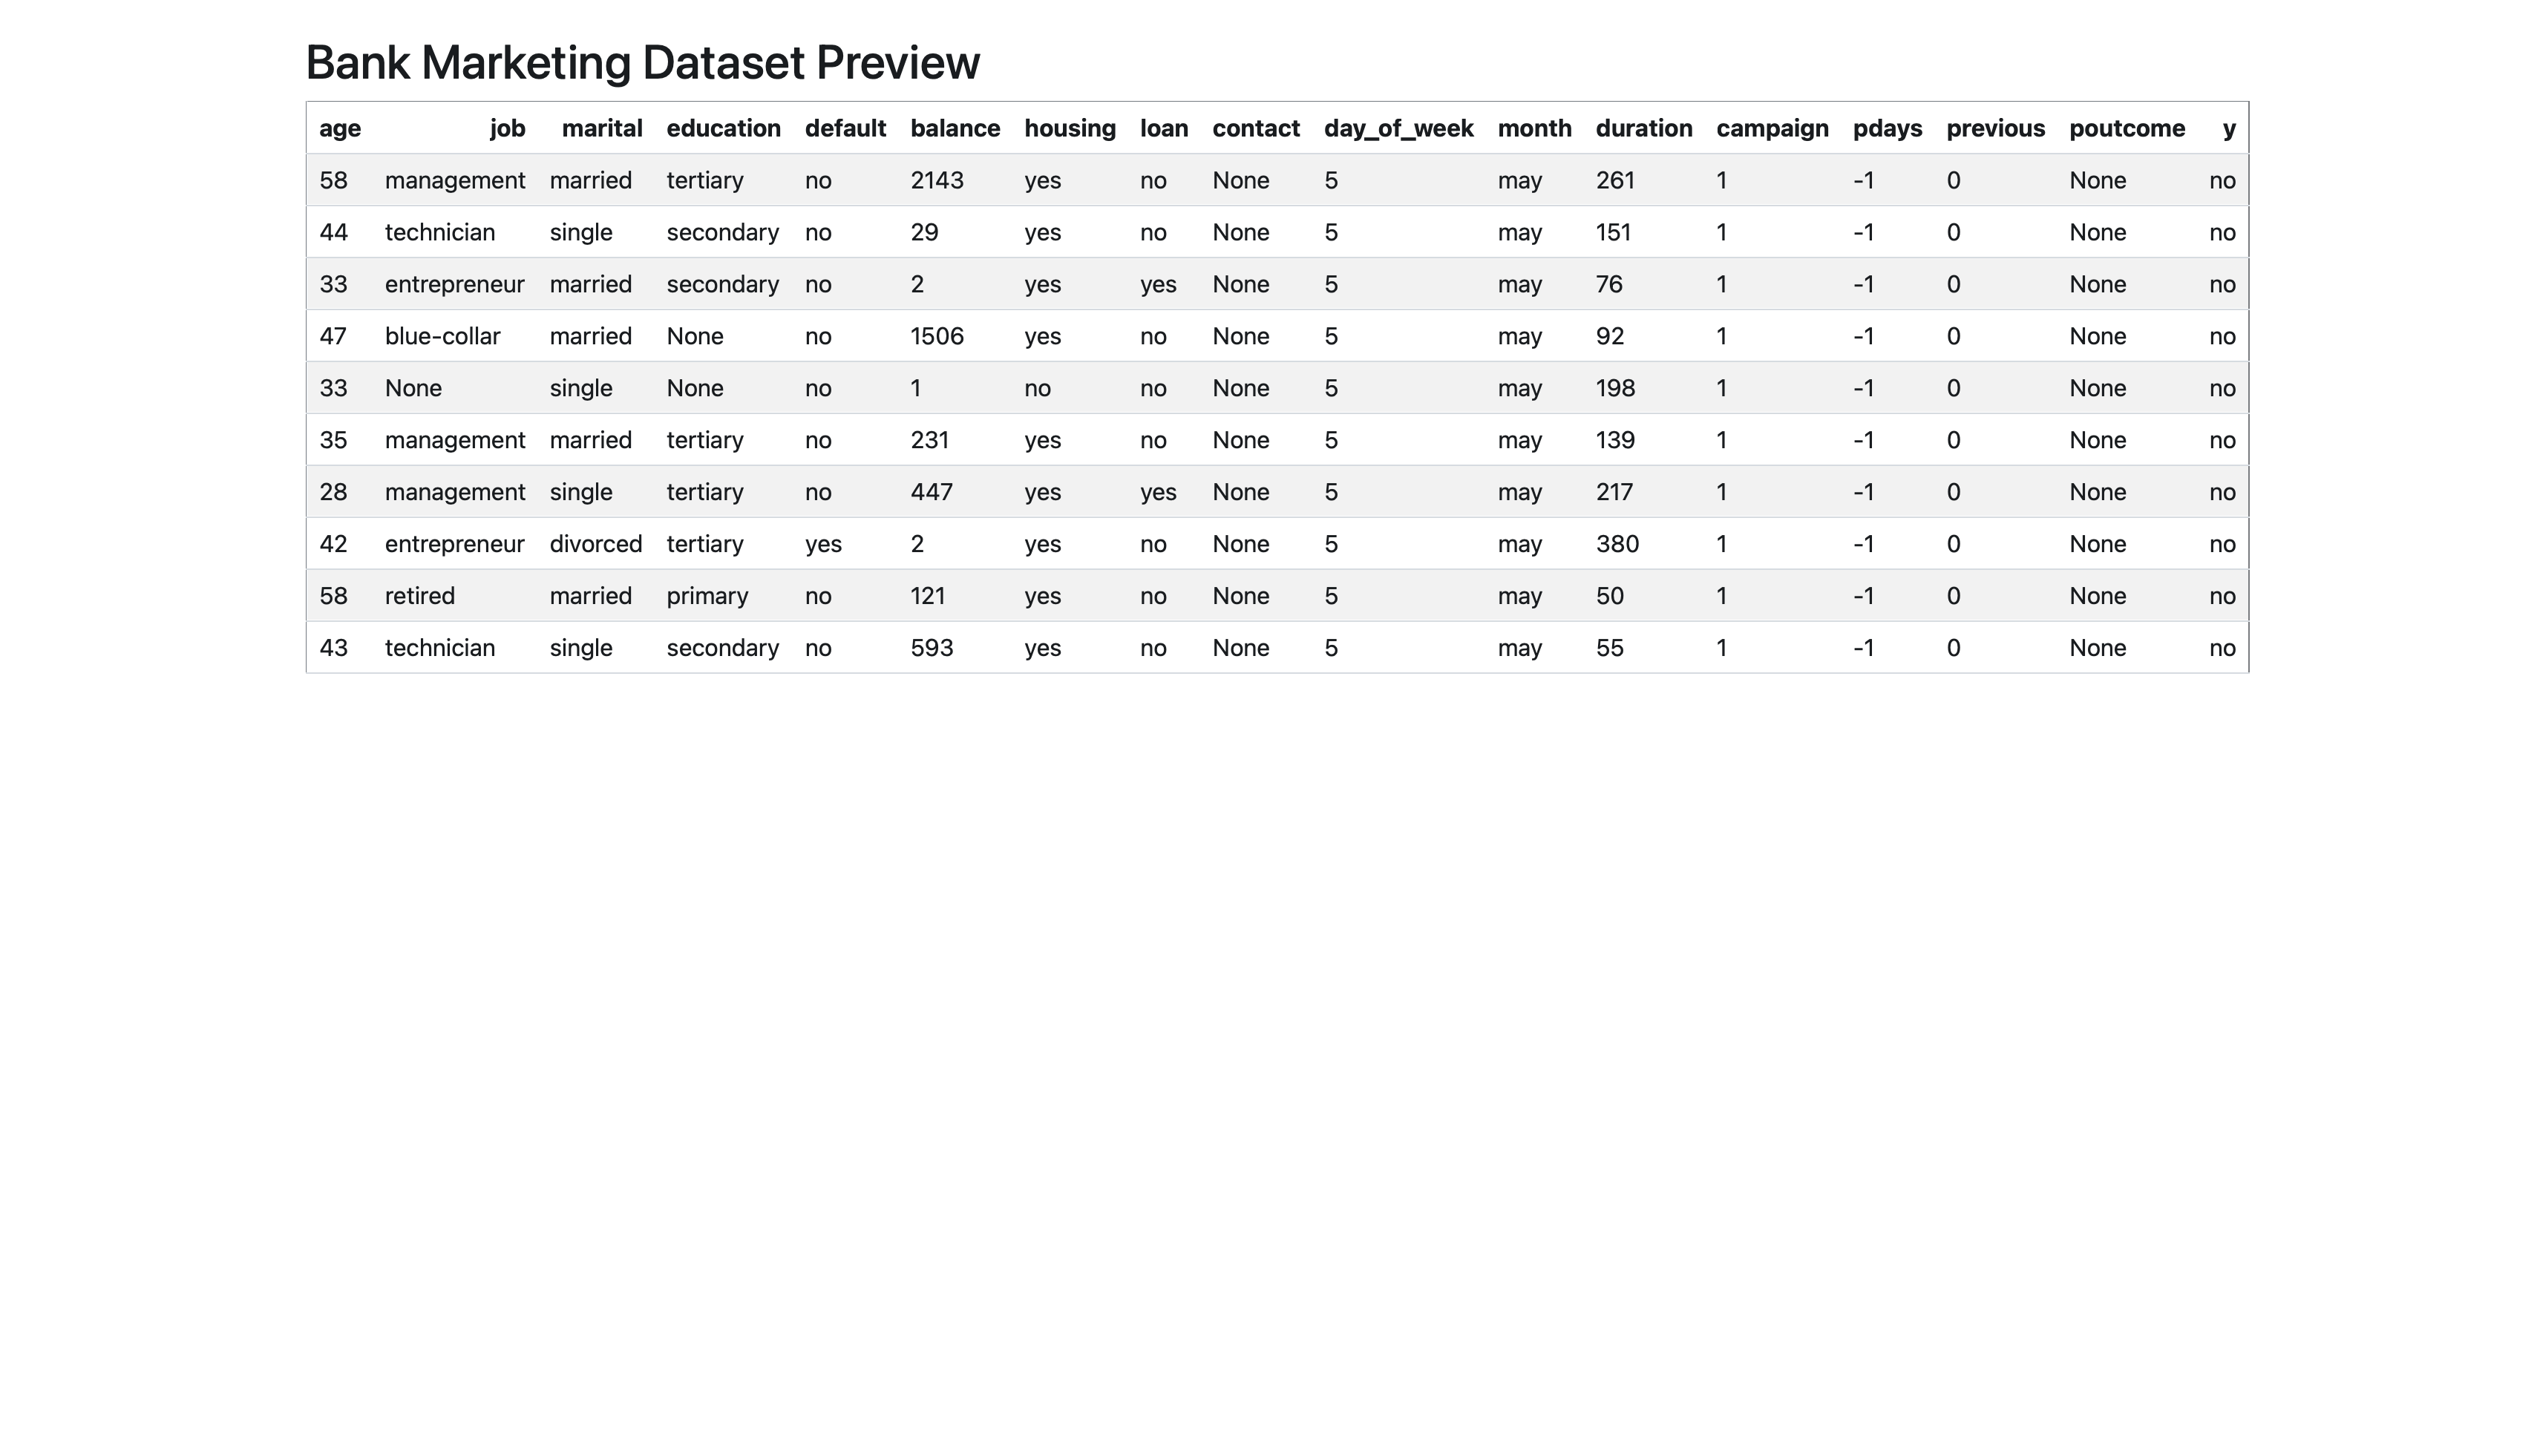 Bank Marketing Dataset Preview
age job marital education default balance housing loan contact day_of_week month duration campaign pdays previous poutcome y
58 management married tertiary no 2143 yes no None 5 may 261 1 -1 0 None no
44 technician single secondary no 29 yes no None 5 may 151 1 -1 0 None no
33 entrepreneur married secondary no 2 yes yes None 5 may 76 1 -1 0 None no
47 blue-collar married None no 1506 yes no None 5 may 92 1 -1 0 None no
33 None single None no 1 no no None 5 may 198 1 -1 0 None no
35 management married tertiary no 231 yes no None 5 may 139 1 -1 0 None no
28 management single tertiary no 447 yes yes None 5 may 217 1 -1 0 None no
42 entrepreneur divorced tertiary yes 2 yes no None 5 may 380 1 -1 0 None no
58 retired married primary no 121 yes no None 5 may 50 1 -1 0 None no
43 technician single secondary no 593 yes no None 5 may 55 1 -1 0 None no